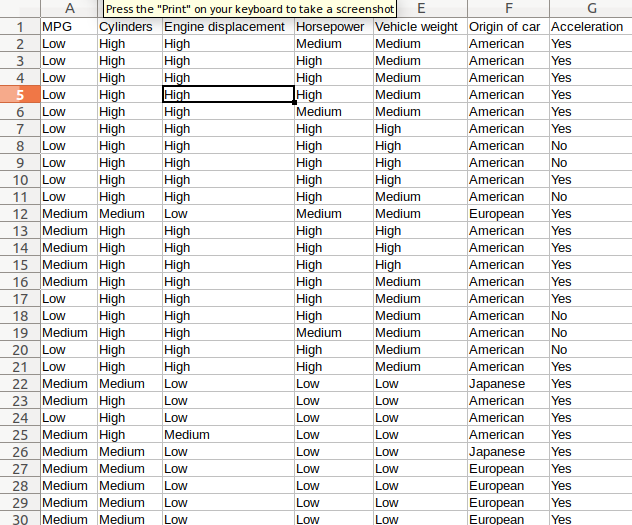 A Press the "Print" on your keyboard to take a screenshot E F G
1 MPG Cylinders Engine displacement Horsepower Vehicle weight Origin of car Acceleration
2 Low High High Medium Medium American Yes
3 Low High High High Medium American Yes
4 Low High High High Medium American Yes
5 Low High High High Medium American Yes
6 Low High High Medium Medium American Yes
7 Low High High High High American Yes
8 Low High High High High American No
9 Low High High High High American No
10 Low High High High High American Yes
11 Low High High High Medium American No
12 Medium Medium Low Medium Medium European Yes
13 Medium High High High High American Yes
14 Medium High High High High American Yes
15 Medium High High High High American Yes
16 Medium High High High Medium American Yes
17 Low High High High Medium American Yes
18 Low High High High Medium American No
19 Medium High High Medium Medium American No
20 Low High High High Medium American No
21 Low High High High Medium American Yes
22 Medium Medium Low Low Low Japanese Yes
23 Medium High Low Low Low American Yes
24 Low High Low Low Low American Yes
25 Medium High Medium Low Low American Yes
26 Medium Medium Low Low Low Japanese Yes
27 Medium Medium Low Low Low European Yes
28 Medium Medium Low Low Low European Yes
29 Medium Medium Low Low Low European Yes
30 Medium Medium Low Low Low European Yes